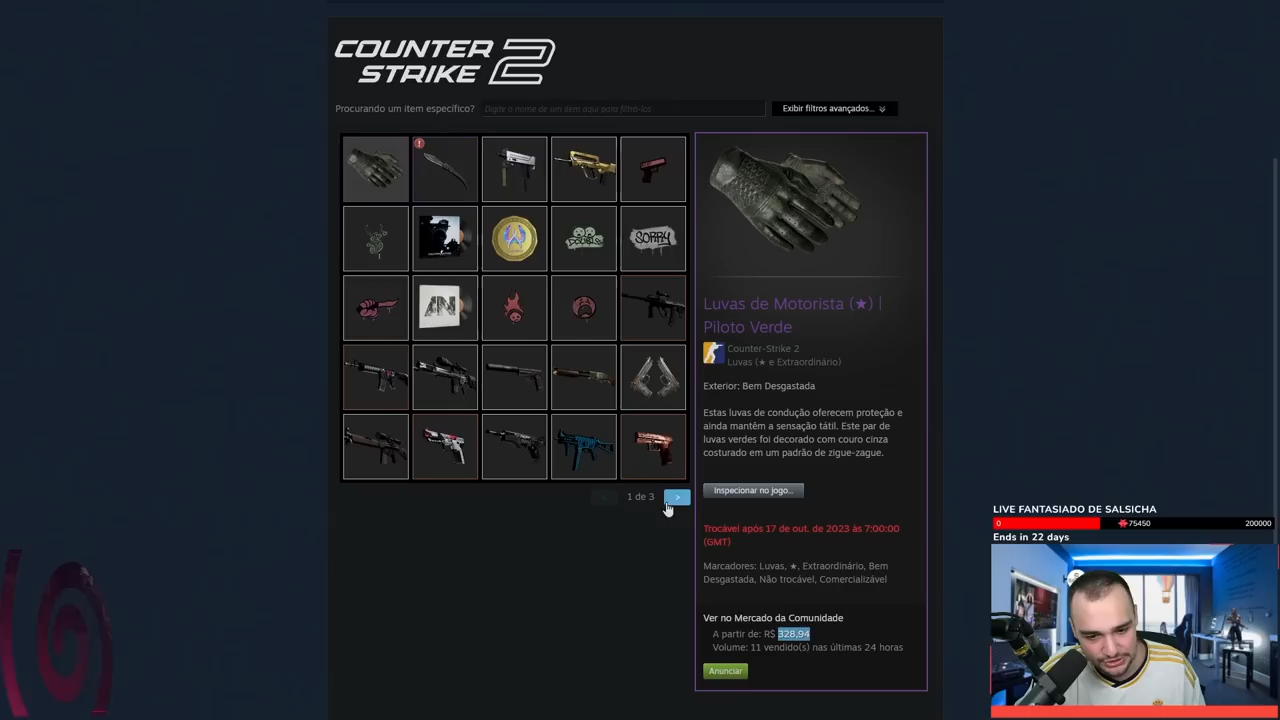 COUNTER
STRIKE 2
Procurando um item específico?
Digite o nome de um item aqui para filtrá-los
Exibir filtros avançados...
!
DOUBLE
SORRY
1 de 3
>
Luvas de Motorista (★) |
Piloto Verde
Counter-Strike 2
Luvas (★ e Extraordinário)
Exterior: Bem Desgastada
Estas luvas de condução oferecem proteção e
ainda mantêm a sensação tátil. Este par de
luvas verdes foi decorado com couro cinza
costurado em um padrão de zigue-zague.
Inspecionar no jogo...
Trocável após 17 de out. de 2023 às 7:00:00
(GMT)
Marcadores: Luvas, ★, Extraordinário, Bem
Desgastada, Não trocável, Comercializável
Ver no Mercado da Comunidade
A partir de: R$ 328,94
Volume: 11 vendido(s) nas últimas 24 horas
Anunciar
LIVE FANTASIADO DE SALSICHA
0 75450 200000
Ends in 22 days